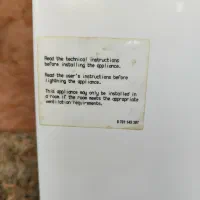 Read the technical instructions
before installing the appliance.
Read the user's instructions before
lightning the appliance.
This appliance may only be installed in
a room if the room meets the appropriate
ventilation requirements.